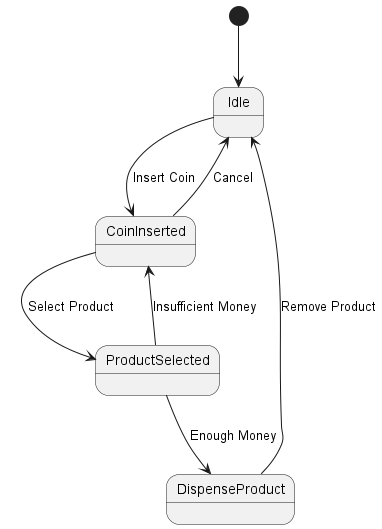 Idle
Insert Coin
Cancel
CoinInserted
Select Product
Insufficient Money
Remove Product
ProductSelected
Enough Money
DispenseProduct